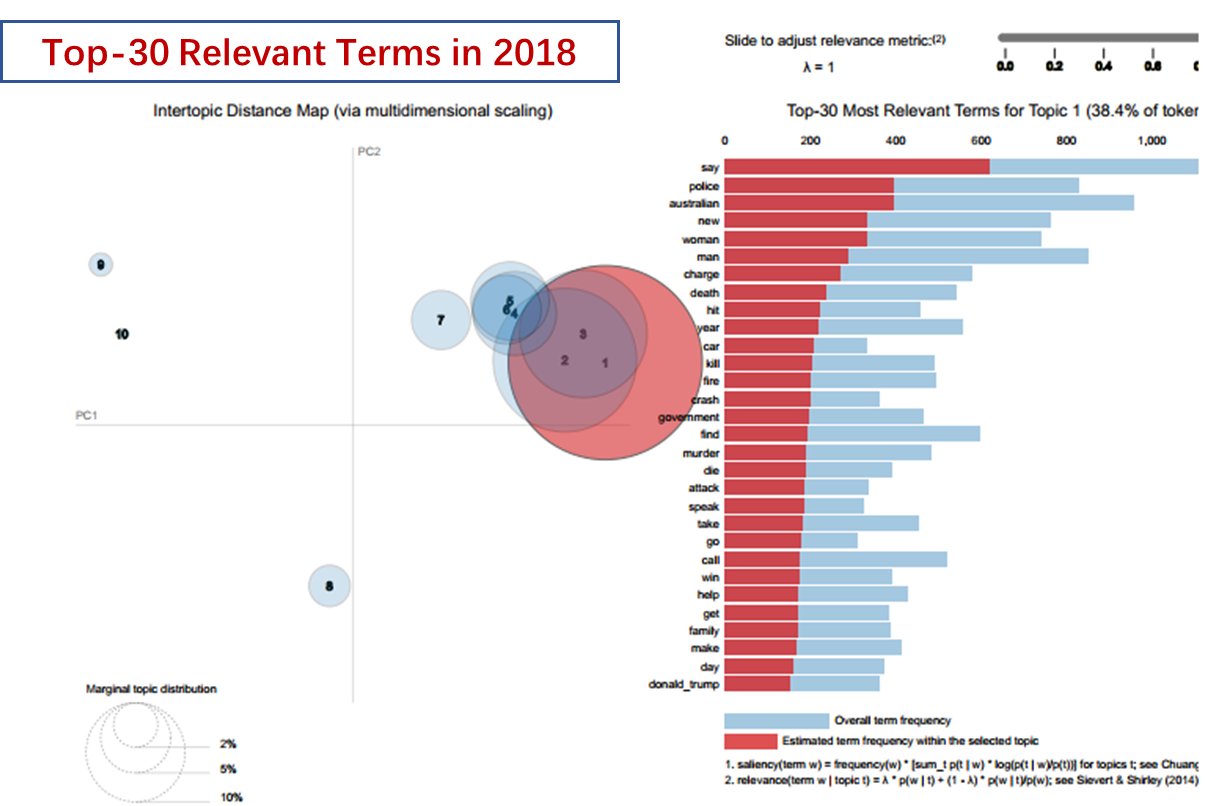 Top-30 Relevant Terms in 2018
Slide to adjust relevance metric:(2)
λ = 1
0.0 0.2 0.4 0.6
Intertopic Distance Map (via multidimensional scaling)
PC2
PC1
9
10
7
5
6
4
3
2
1
8
Marginal topic distribution
2%
5%
10%
Top-30 Most Relevant Terms for Topic 1 (38.4% of token
0 200 400 600 800 1,000
say
police
australian
new
woman
man
charge
death
hit
year
car
kill
fire
crash
government
find
murder
die
attack
speak
take
go
call
win
help
get
family
make
day
donald_trump
Overall term frequency
Estimated term frequency within the selected topic
1. saliency(term w) = frequency(w) * [sum_t p(t | w) * log(p(t | w)/p(t))] for topics t; see Chuang
2. relevance(term w | topic t) = λ * p(w | t) + (1 - λ) * p(w | t)/p(w); see Sievert & Shirley (2014)